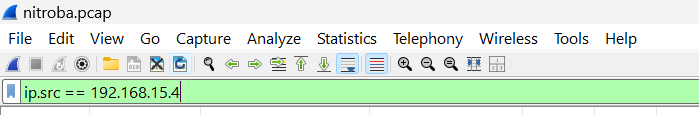 nitroba.pcap
File Edit View Go Capture Analyze Statistics Telephony Wireless Tools Help
ip.src == 192.168.15.4